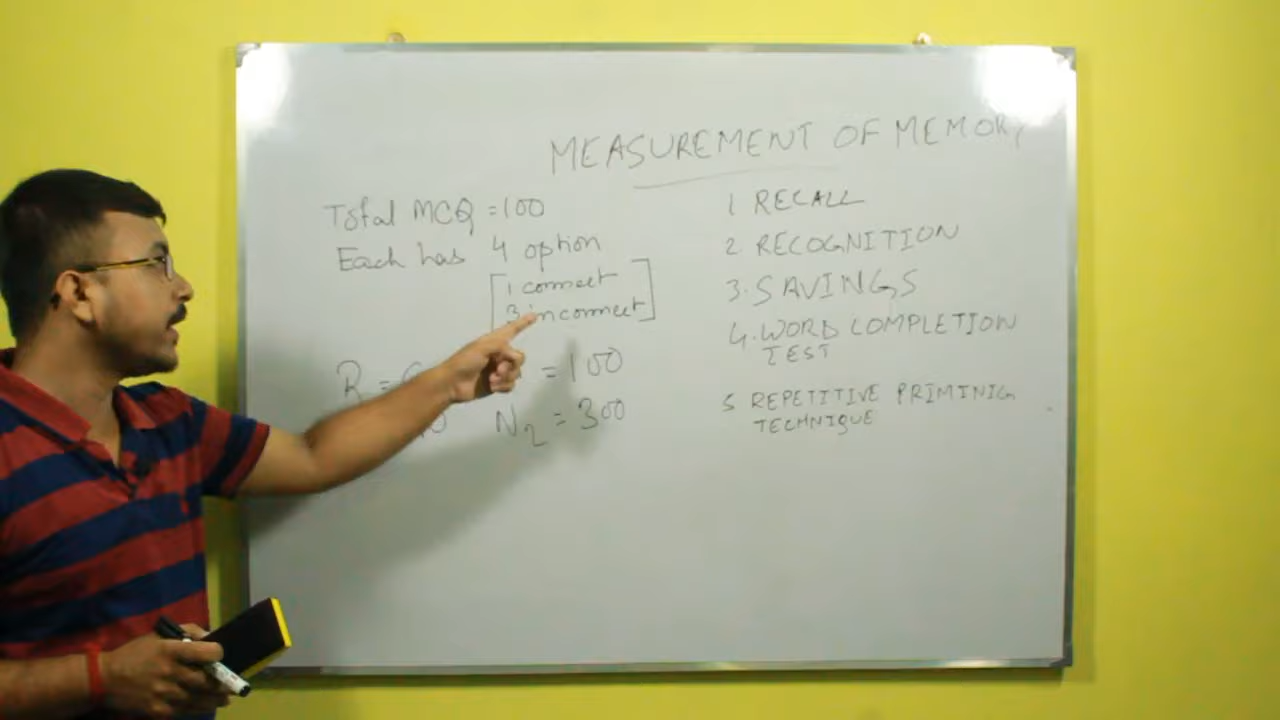 MEASUREMENT OF MEMORY
Total MCQ = 100
Each has 4 option
[1 correct
3 incorrect]
R =
= 100
N2 = 300
1 RECALL
2 RECOGNITION
3. SAVINGS
4. WORD COMPLETION
TEST
5 REPETITIVE PRIMINIG
TECHNIQUE